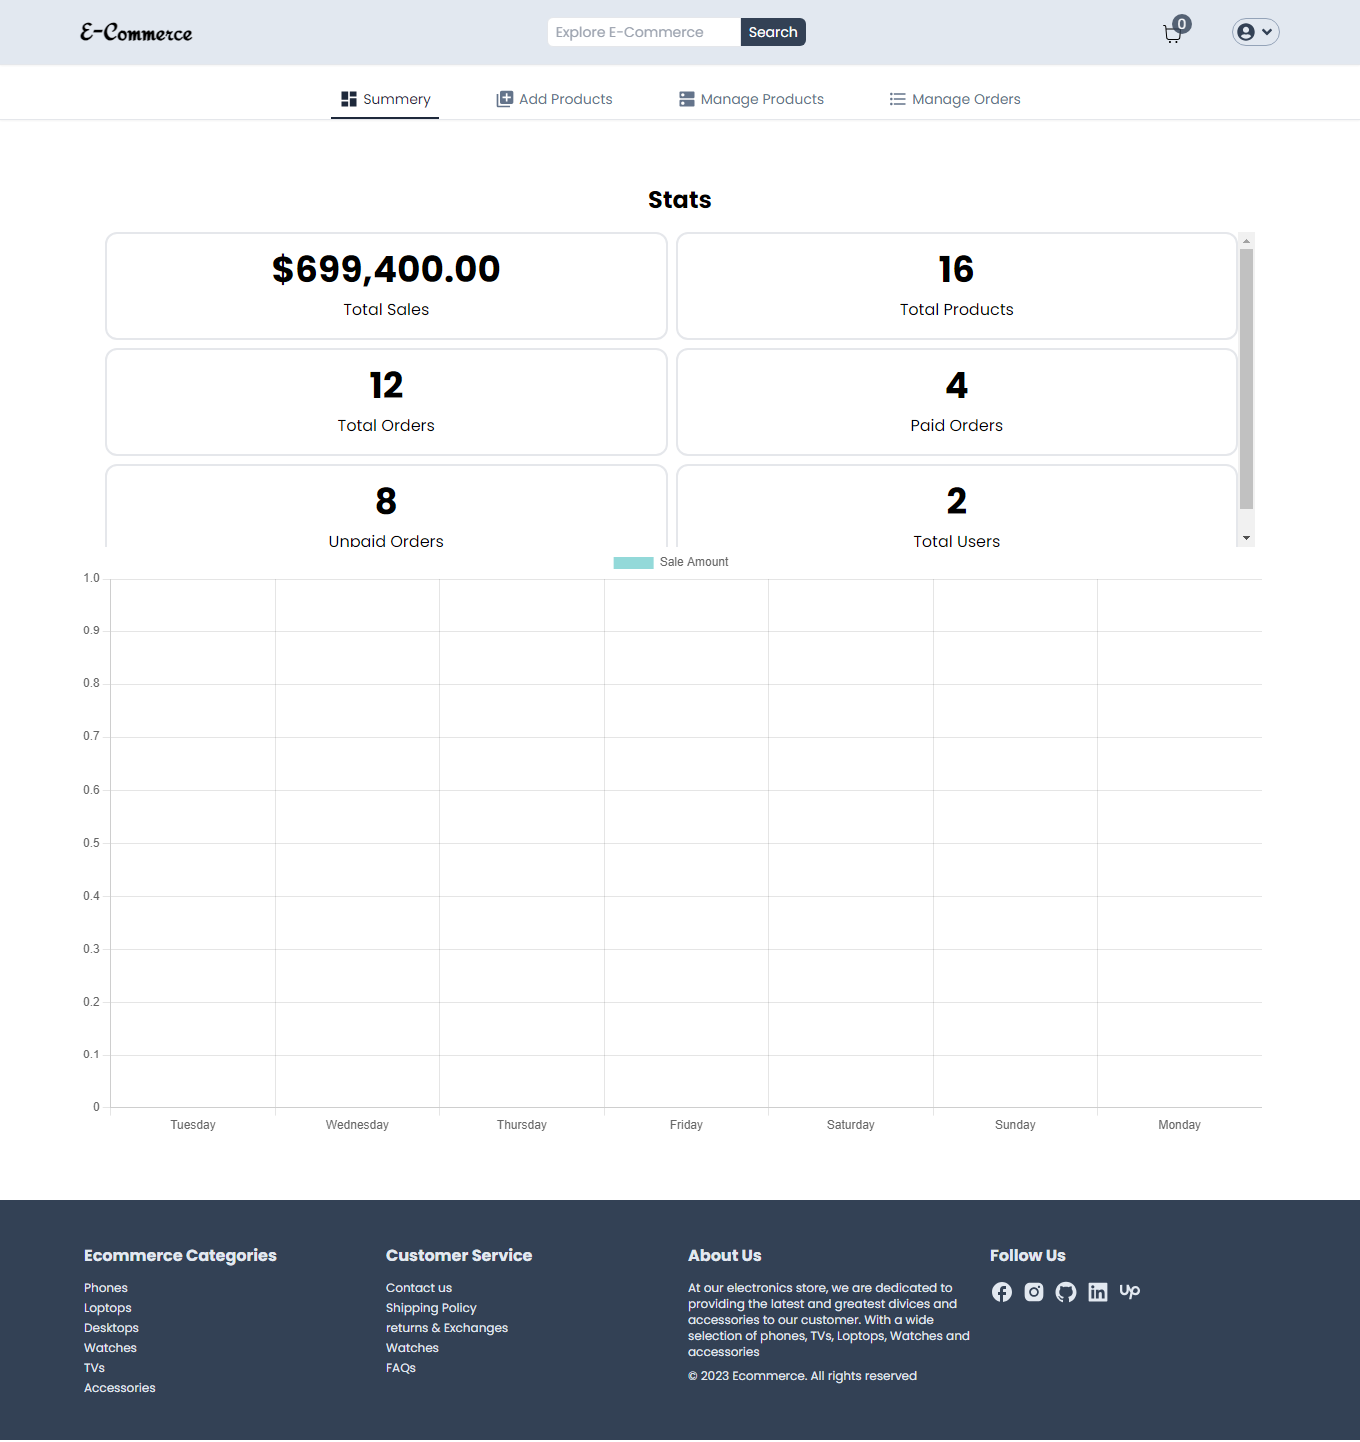 E-Commerce
Explore E-Commerce
Search
0
Summery
Add Products
Manage Products
Manage Orders
Stats
$699,400.00
Total Sales
16
Total Products
12
Total Orders
4
Paid Orders
8
Unpaid Orders
2
Total Users
Sale Amount
1.0
0.9
0.8
0.7
0.6
0.5
0.4
0.3
0.2
0.1
0
Tuesday
Wednesday
Thursday
Friday
Saturday
Sunday
Monday
Ecommerce Categories
Phones
Loptops
Desktops
Watches
TVs
Accessories
Customer Service
Contact us
Shipping Policy
returns & Exchanges
Watches
FAQs
About Us
At our electronics store, we are dedicated to
providing the latest and greatest divices and
accessories to our customer. With a wide
selection of phones, TVs, Loptops, Watches and
accessories
© 2023 Ecommerce. All rights reserved
Follow Us